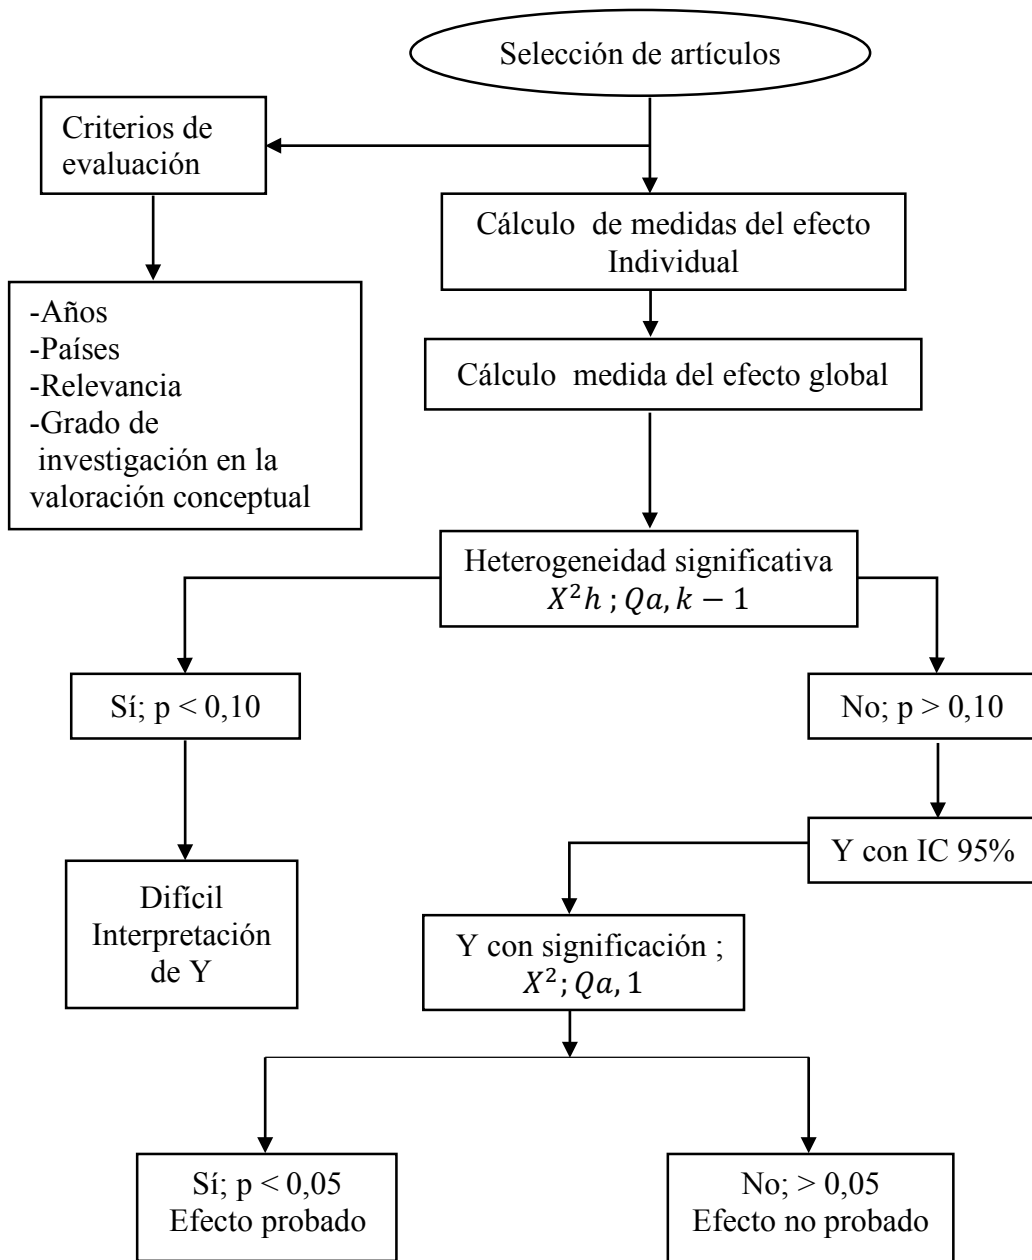 Selección de artículos
Criterios de
evaluación
Cálculo de medidas del efecto
Individual
-Años
-Países
-Relevancia
-Grado de
investigación en la
valoración conceptual
Cálculo medida del efecto global
Heterogeneidad significativa
X²h ; Qa, k − 1
Sí; p < 0,10
No; p > 0,10
Y con IC 95%
Difícil
Interpretación
de Y
Y con significación ;
X²; Qa, 1
Sí; p < 0,05
Efecto probado
No; > 0,05
Efecto no probado